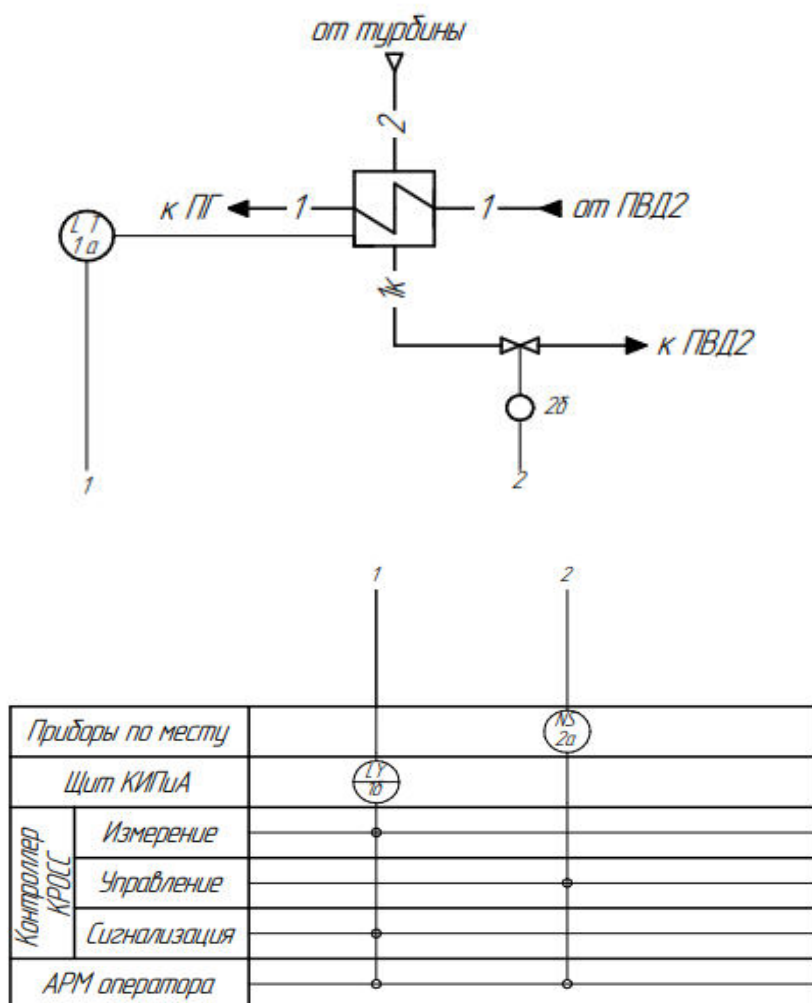 от турбины
2
к ПГ
1
1
от ПВД2
LT
1а
1к
к ПВД2
2б
1
2
1
2
Приборы по месту
NS
2а
Щит КИПиА
LY
1б
Контроллер
КРОСС
Измерение
Управление
Сигнализация
АРМ оператора